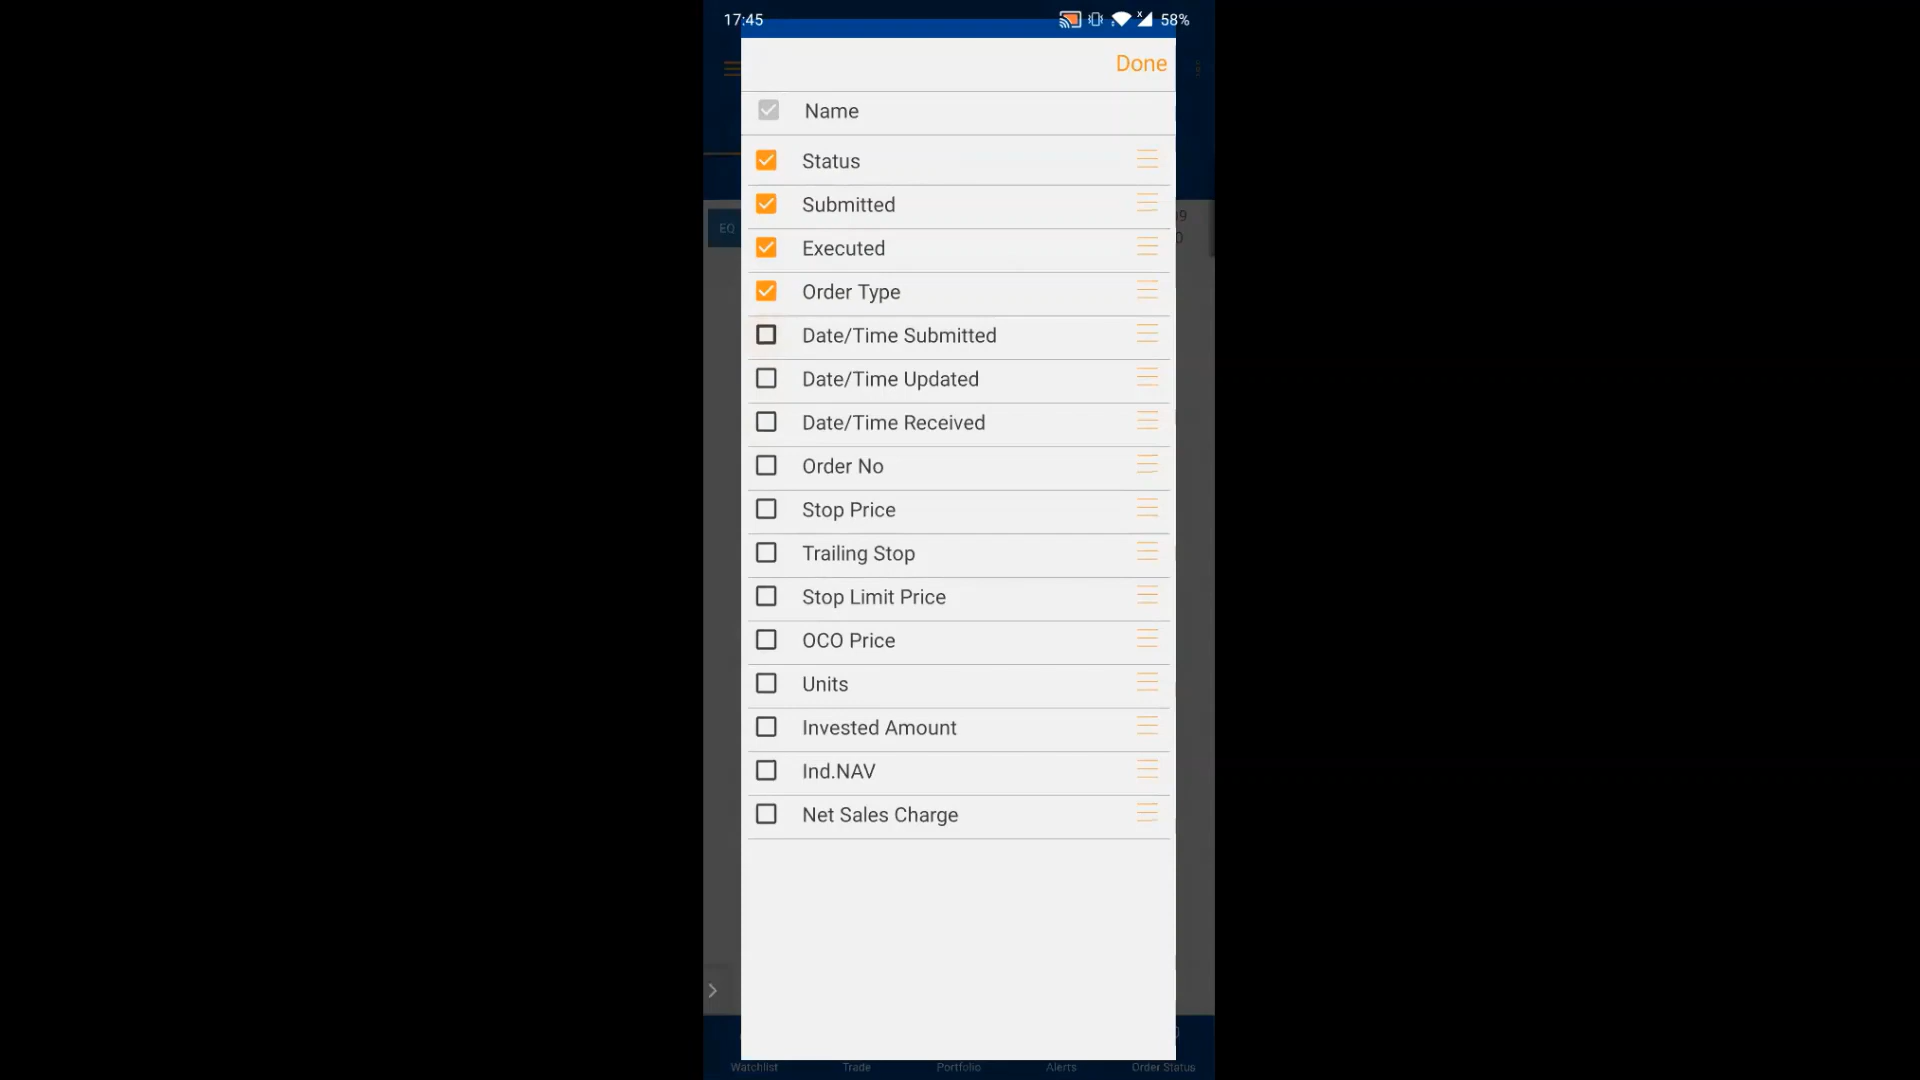 17:45
58%
Done
Name
Status
Submitted
EQ
Executed
Order Type
Date/Time Submitted
Date/Time Updated
Date/Time Received
Order No
Stop Price
Trailing Stop
Stop Limit Price
OCO Price
Units
Invested Amount
Ind.NAV
Net Sales Charge
Watchlist Trade Portfolio Alerts Order Status